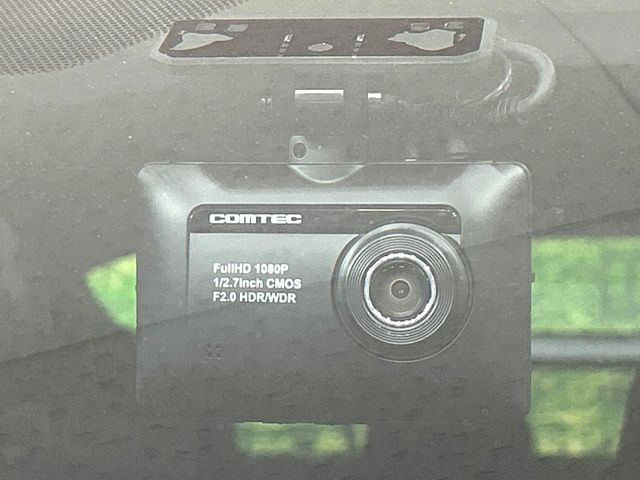 COMTEC
FullHD 1080P
1/2.7inch CMOS
F2.0 HDR/WDR